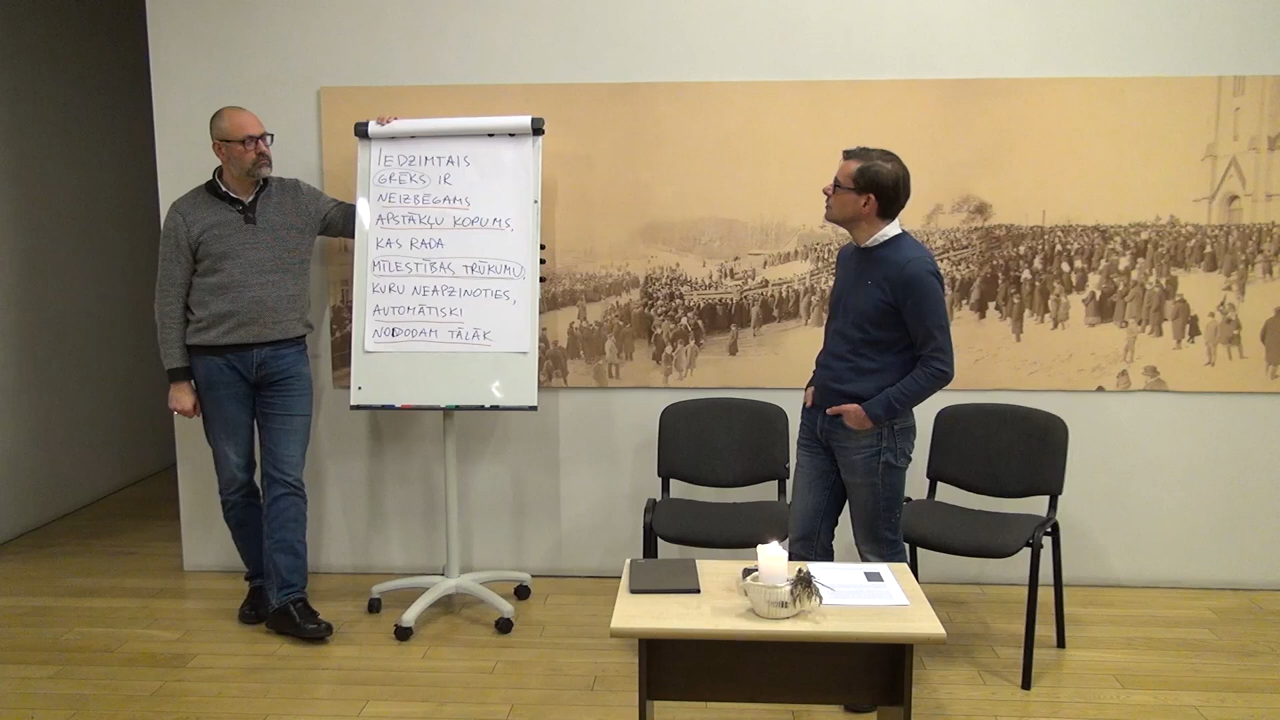 IEDZIMTAIS
GRĒKS IR
NEIZBĒGAMS
APSTĀKĻU KOPUMS,
KAS RADA
MĪLESTĪBAS TRŪKUMU,
KURU NEAPZINOTIES,
AUTOMĀTISKI
NODODAM TĀLĀK